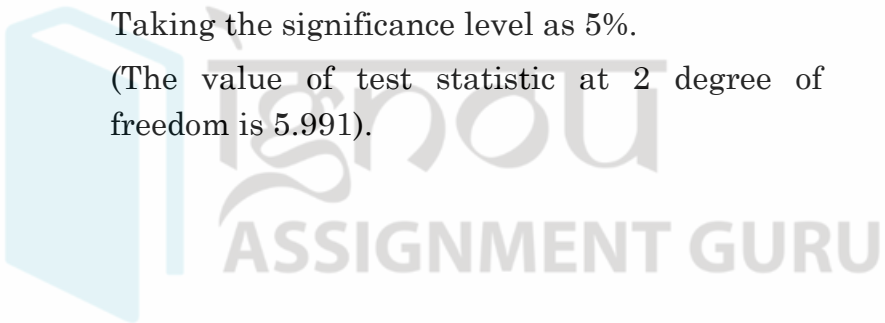 Taking the significance level as 5%.
(The value of test statistic at 2 degree of
freedom is 5.991).
ignou
ASSIGNMENT GURU